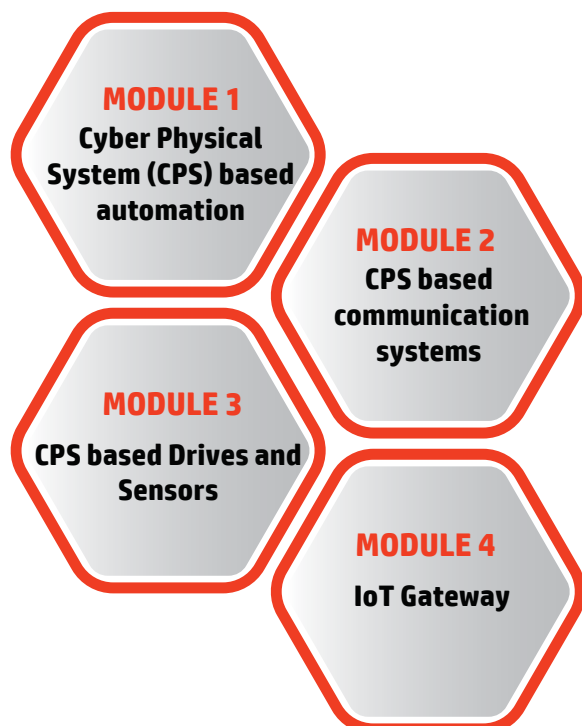 MODULE 1
Cyber Physical
System (CPS) based
automation
MODULE 2
CPS based
communication
systems
MODULE 3
CPS based Drives and
Sensors
MODULE 4
IoT Gateway